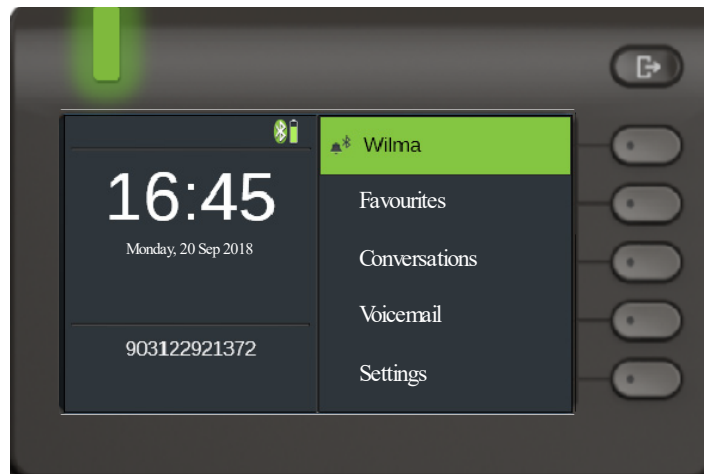 16:45
Monday, 20 Sep 2018
903122921372
Wilma
Favourites
Conversations
Voicemail
Settings